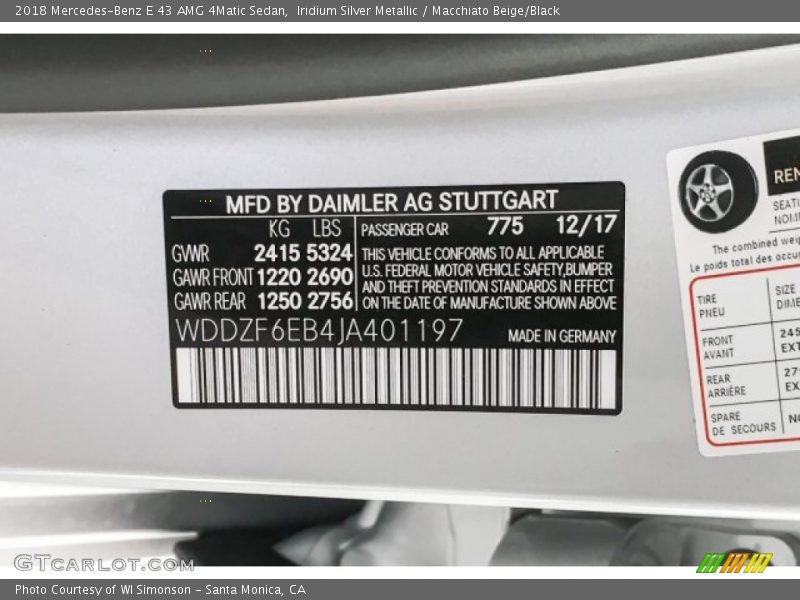 2018 Mercedes-Benz E 43 AMG 4Matic Sedan, Iridium Silver Metallic / Macchiato Beige/Black
MFD BY DAIMLER AG STUTTGART
KG LBS
GVWR 2415 5324
GAWR FRONT 1220 2690
GAWR REAR 1250 2756
PASSENGER CAR 775 12/17
THIS VEHICLE CONFORMS TO ALL APPLICABLE
U.S. FEDERAL MOTOR VEHICLE SAFETY,BUMPER
AND THEFT PREVENTION STANDARDS IN EFFECT
ON THE DATE OF MANUFACTURE SHOWN ABOVE
WDDZF6EB4JA401197
MADE IN GERMANY
The combined
Le poids total des
TIRE SIZE
PNEU
FRONT
AVANT
REAR
ARRIÈRE
SPARE
DE SECOURS
GTCARLOT.COM
Photo Courtesy of WI Simonson - Santa Monica, CA